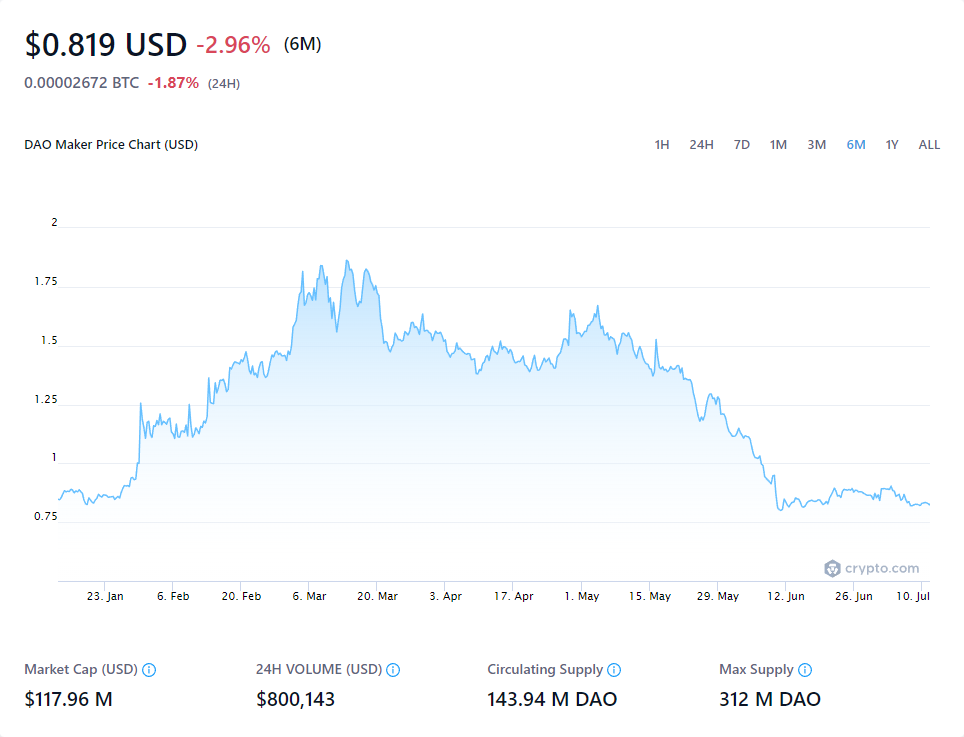 $0.819 USD -2.96% (6M)
0.00002672 BTC -1.87% (24H)
DAO Maker Price Chart (USD)
1H 24H 7D 1M 3M 6M 1Y ALL
2
1.75
1.5
1.25
1
0.75
crypto.com
23. Jan 6. Feb 20. Feb 6. Mar 20. Mar 3. Apr 17. Apr 1. May 15. May 29. May 12. Jun 26. Jun 10. Jul
Market Cap (USD) 24H VOLUME (USD) Circulating Supply Max Supply
$117.96 M $800,143 143.94 M DAO 312 M DAO